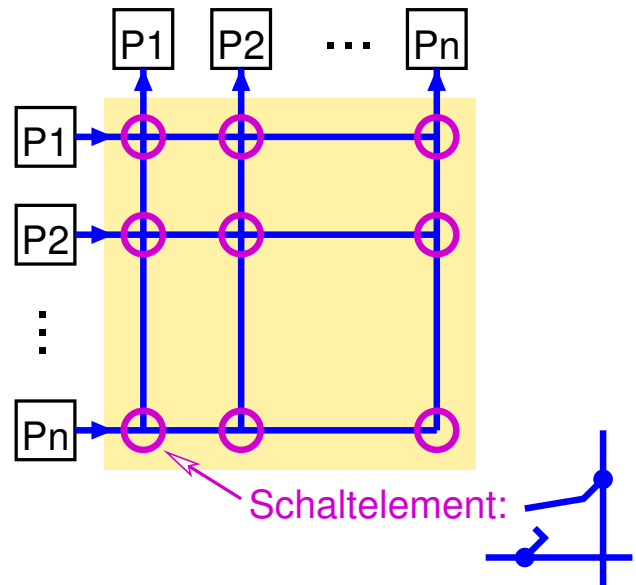 P1 P2 ... Pn
P1
P2
⋮
Pn
Schaltelement: